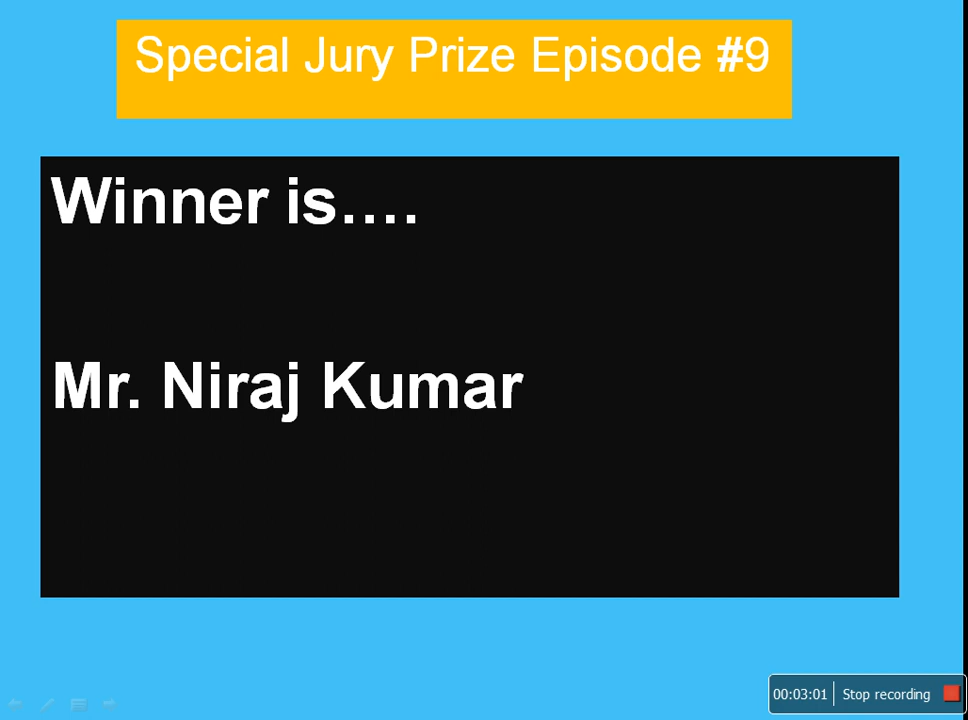 Special Jury Prize Episode #9
Winner is….
Mr. Niraj Kumar
00:03:01 Stop recording